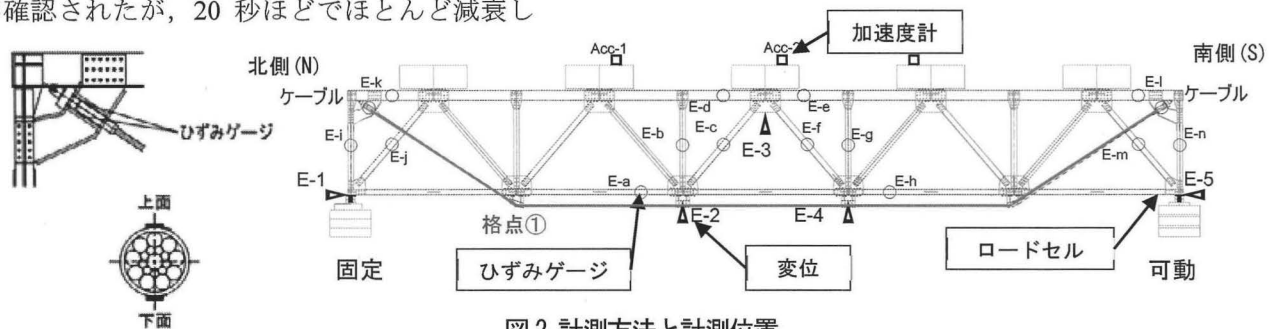 確認されたが，20 秒ほどでほとんど減衰し
加速度計
Acc-1
Acc-2
北側(N)
南側(S)
ケーブル
E-k
E-d
E-e
E-l
ケーブル
ひずみゲージ
E-i
E-j
E-b
E-c
E-f
E-g
E-m
E-n
E-3
E-1
E-a
E-h
E-5
上面
格点①
E-2
E-4
ロードセル
固定
ひずみゲージ
変位
可動
下面
図2 計測方法と計測位置